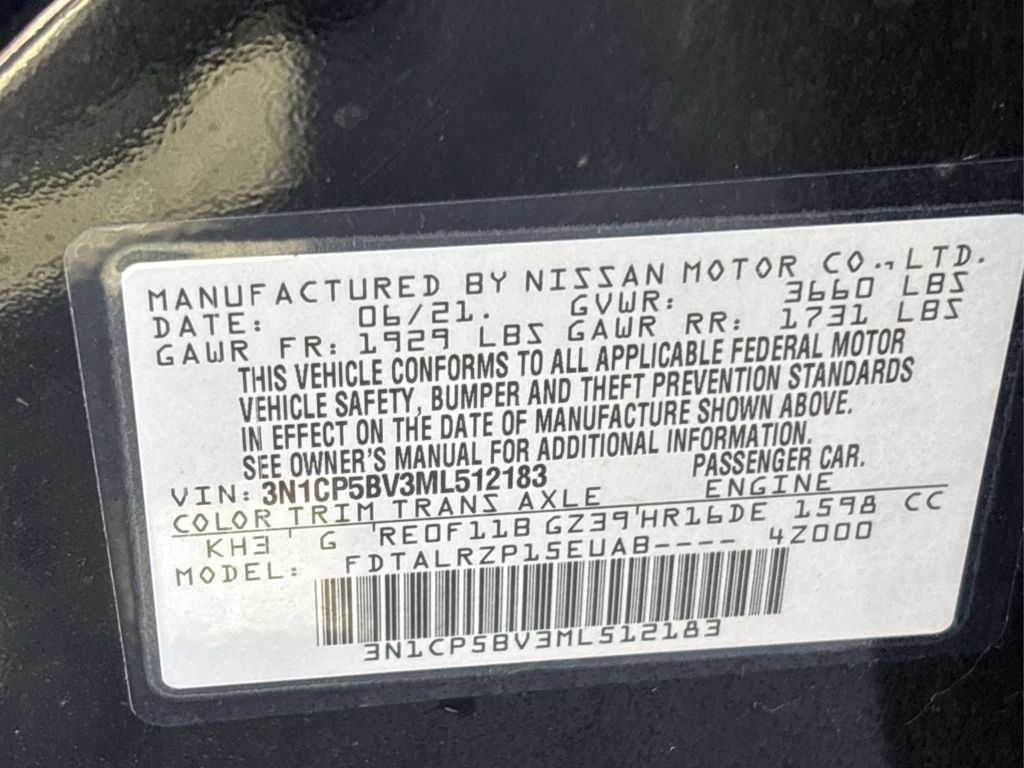 MANUFACTURED BY NISSAN MOTOR CO., LTD.
DATE: 06/21. GVWR: 3660 LBS
GAWR FR: 1929 LBS GAWR RR: 1731 LBS
THIS VEHICLE CONFORMS TO ALL APPLICABLE FEDERAL MOTOR
VEHICLE SAFETY, BUMPER AND THEFT PREVENTION STANDARDS
IN EFFECT ON THE DATE OF MANUFACTURE SHOWN ABOVE.
SEE OWNER'S MANUAL FOR ADDITIONAL INFORMATION.
VIN: 3N1CP5BV3ML512183 PASSENGER CAR.
COLOR TRIM TRANS AXLE ENGINE
KH3 G RE0F11B GZ39 HR16DE 1598 CC
MODEL: FDTALRZP15EUAB---- 4Z000
3N1CP5BV3ML512183